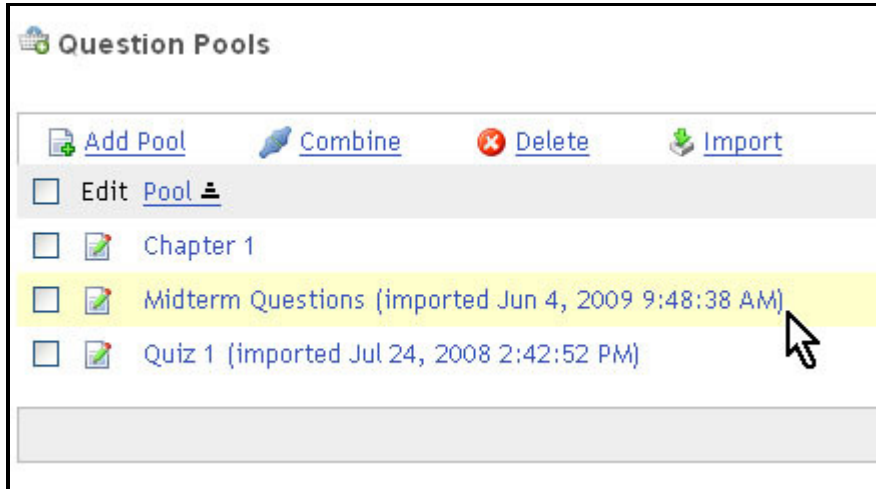 Question Pools
Add Pool Combine Delete Import
Edit Pool
Chapter 1
Midterm Questions (imported Jun 4, 2009 9:48:38 AM)
Quiz 1 (imported Jul 24, 2008 2:42:52 PM)